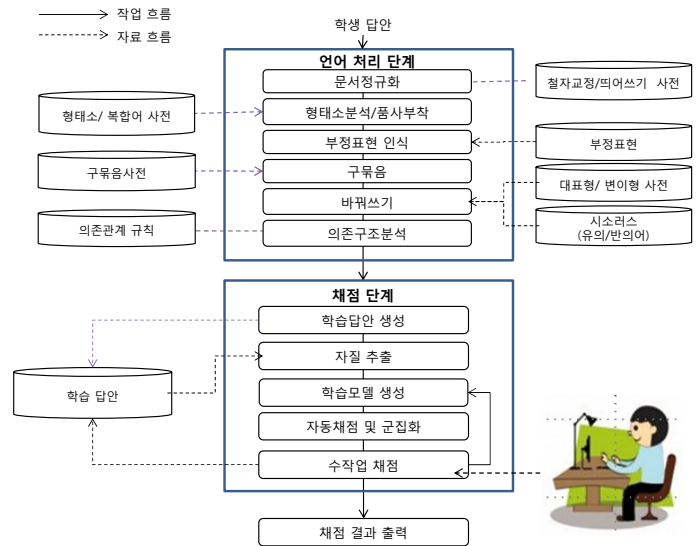 작업 흐름
자료 흐름
학생 답안
언어 처리 단계
문서정규화
철자교정/띄어쓰기 사전
형태소/ 복합어 사전
형태소분석/품사부착
부정표현 인식
부정표현
구묶음사전
구묶음
대표형/ 변이형 사전
바꿔쓰기
시소러스
(유의/반의어)
의존관계 규칙
의존구조분석
채점 단계
학습답안 생성
자질 추출
학습 답안
학습모델 생성
자동채점 및 군집화
수작업 채점
채점 결과 출력